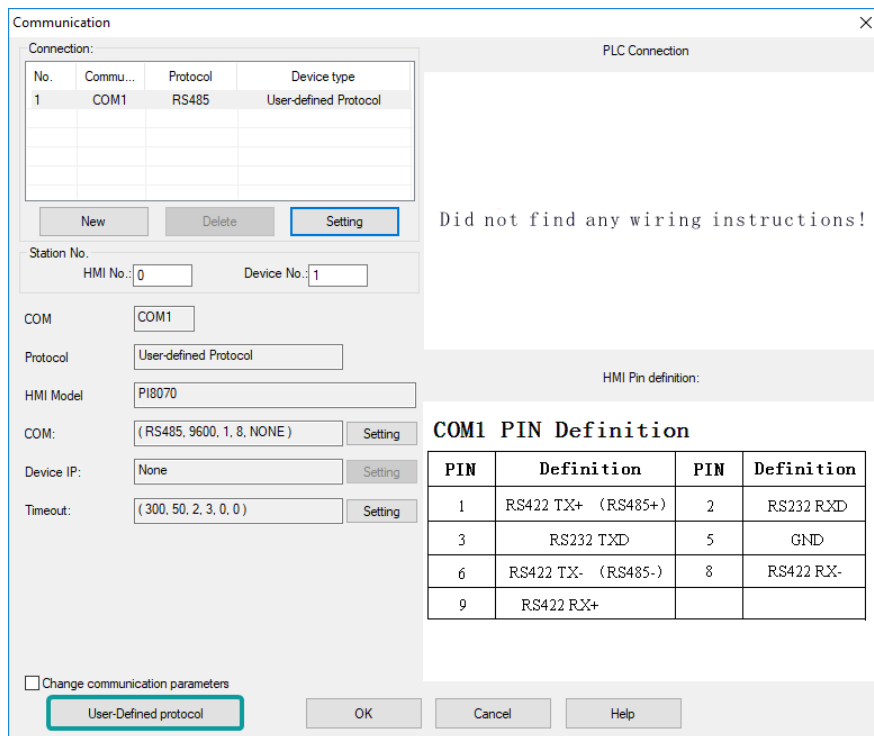 Communication
Connection:
No. Commu... Protocol Device type
1 COM1 RS485 User-defined Protocol
New Delete Setting
Station No.
HMI No.: 0 Device No.: 1
COM COM1
Protocol User-defined Protocol
HMI Model PI8070
COM: ( RS485, 9600, 1, 8, NONE ) Setting
Device IP: None Setting
Timeout: ( 300, 50, 2, 3, 0, 0 ) Setting
Change communication parameters
User-Defined protocol OK Cancel Help
PLC Connection
Did not find any wiring instructions!
HMI Pin definition:
COM1 PIN Definition
PIN Definition PIN Definition
1 RS422 TX+ (RS485+) 2 RS232 RXD
3 RS232 TXD 5 GND
6 RS422 TX- (RS485-) 8 RS422 RX-
9 RS422 RX+